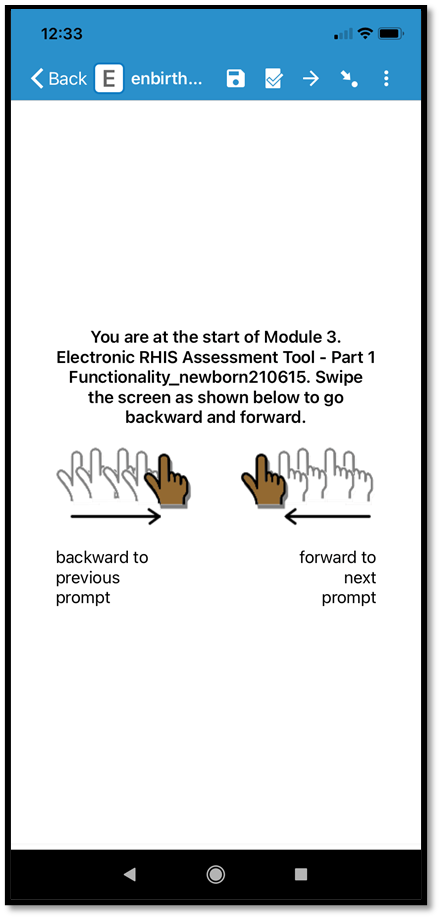 12:33
Back E enbirth...
You are at the start of Module 3.
Electronic RHIS Assessment Tool - Part 1
Functionality_newborn210615. Swipe
the screen as shown below to go
backward and forward.
backward to
previous
prompt
forward to
next
prompt